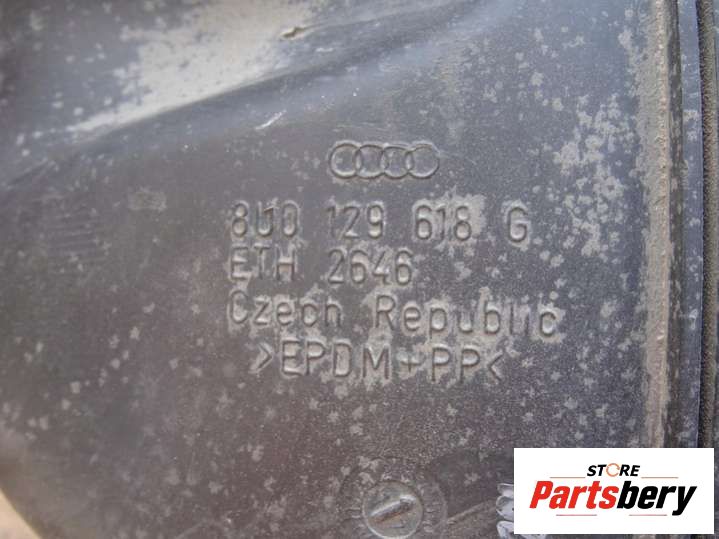 8U0 129 618 G
ETH 2646
Czech Republic
>EPDM+PP<
STORE
Partsbery